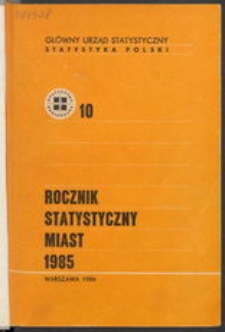 GŁÓWNY URZĄD STATYSTYCZNY
STATYSTYKA POLSKI
10
ROCZNIK
STATYSTYCZNY
MIAST
1985
WARSZAWA 1986